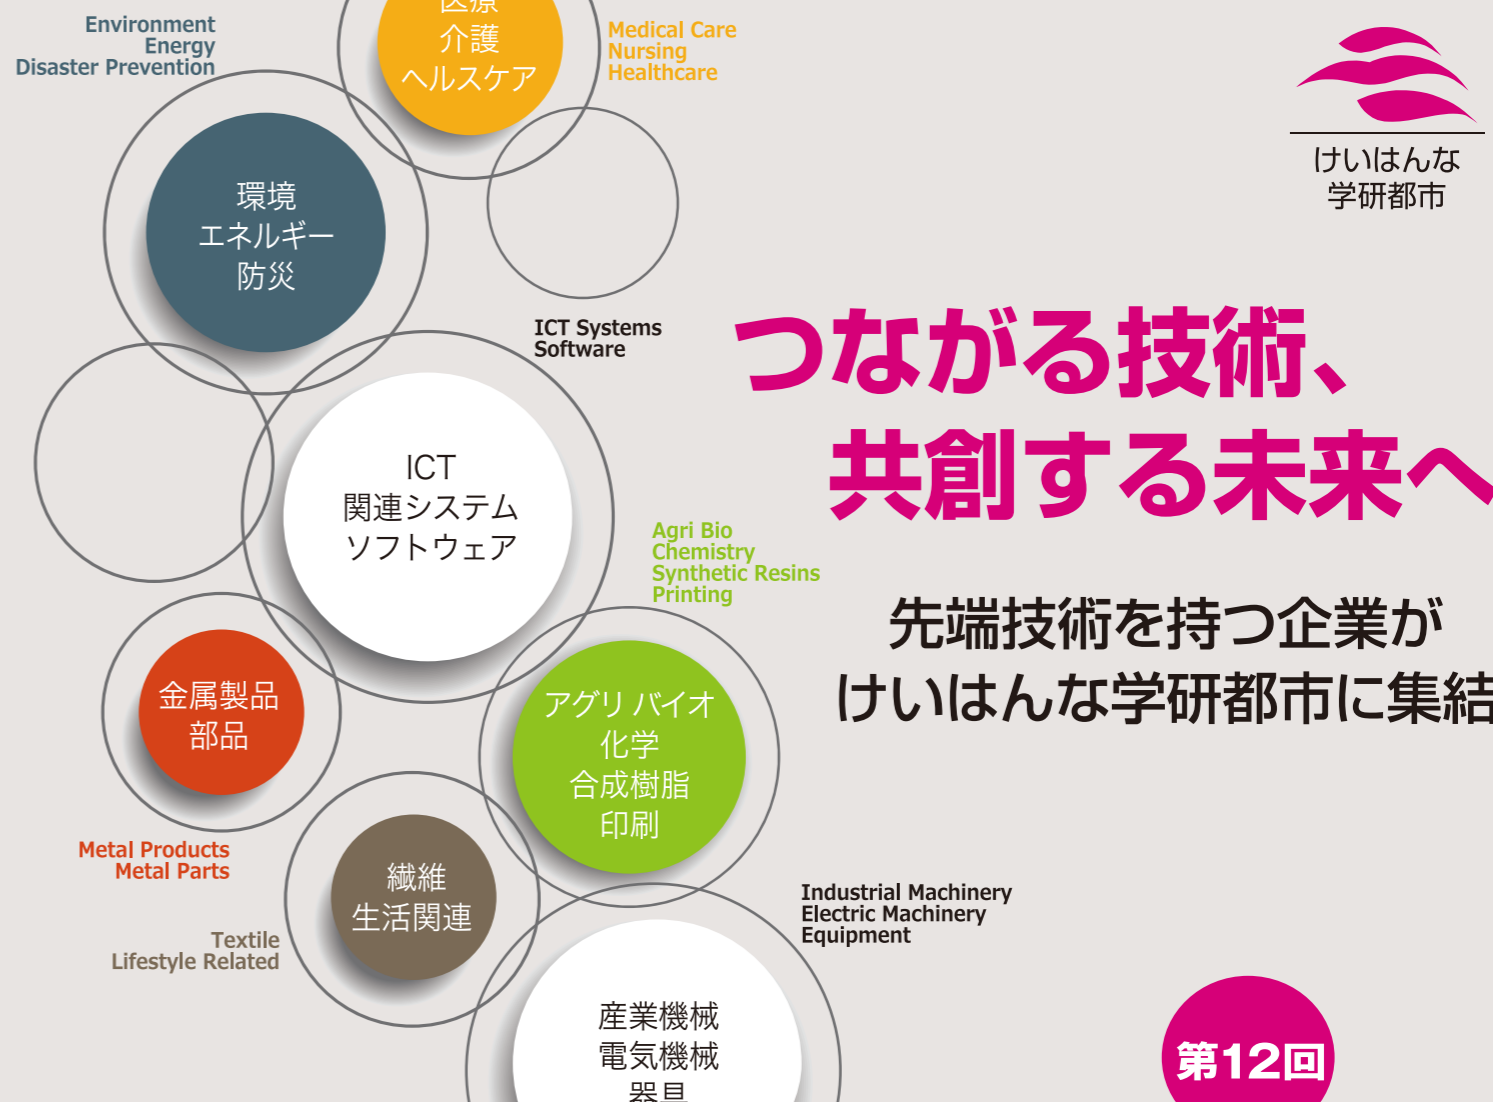 Environment
Energy
Disaster Prevention
医療
介護
ヘルスケア
Medical Care
Nursing
Healthcare
けいはんな
学研都市
環境
エネルギー
防災
ICT Systems
Software
つながる技術、
共創する未来へ
ICT
関連システム
ソフトウェア
Agri Bio
Chemistry
Synthetic Resins
Printing
先端技術を持つ企業が
けいはんな学研都市に集結
金属製品
部品
アグリ バイオ
化学
合成樹脂
印刷
Metal Products
Metal Parts
繊維
生活関連
Textile
Lifestyle Related
Industrial Machinery
Electric Machinery
Equipment
産業機械
電気機械
器具
第12回